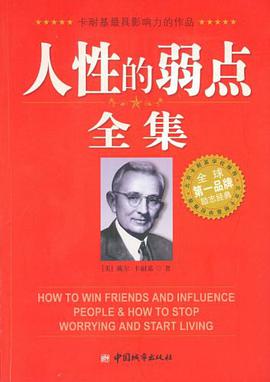 ★★★★★ 卡耐基最具影响力的作品 ★★★★★
人性的弱点
全集
全球
第一品牌
励志经典
[美] 戴尔·卡耐基 ◎ 著
HOW TO WIN FRIENDS AND INFLUENCE
PEOPLE & HOW TO STOP
WORRYING AND START LIVING
中国城市出版社